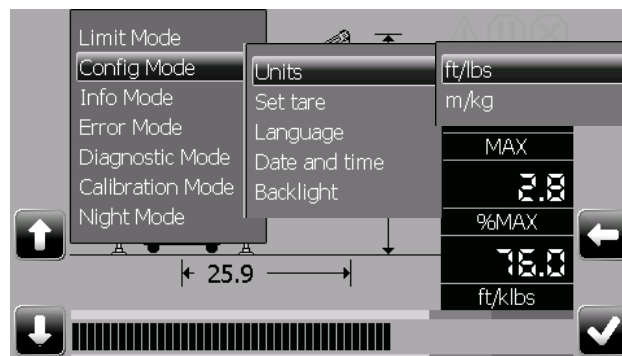 Limit Mode
Config Mode
Info Mode
Error Mode
Diagnostic Mode
Calibration Mode
Night Mode
Units
Set tare
Language
Date and time
Backlight
ft/lbs
m/kg
MAX
2.8
%MAX
76.0
ft/klbs
25.9